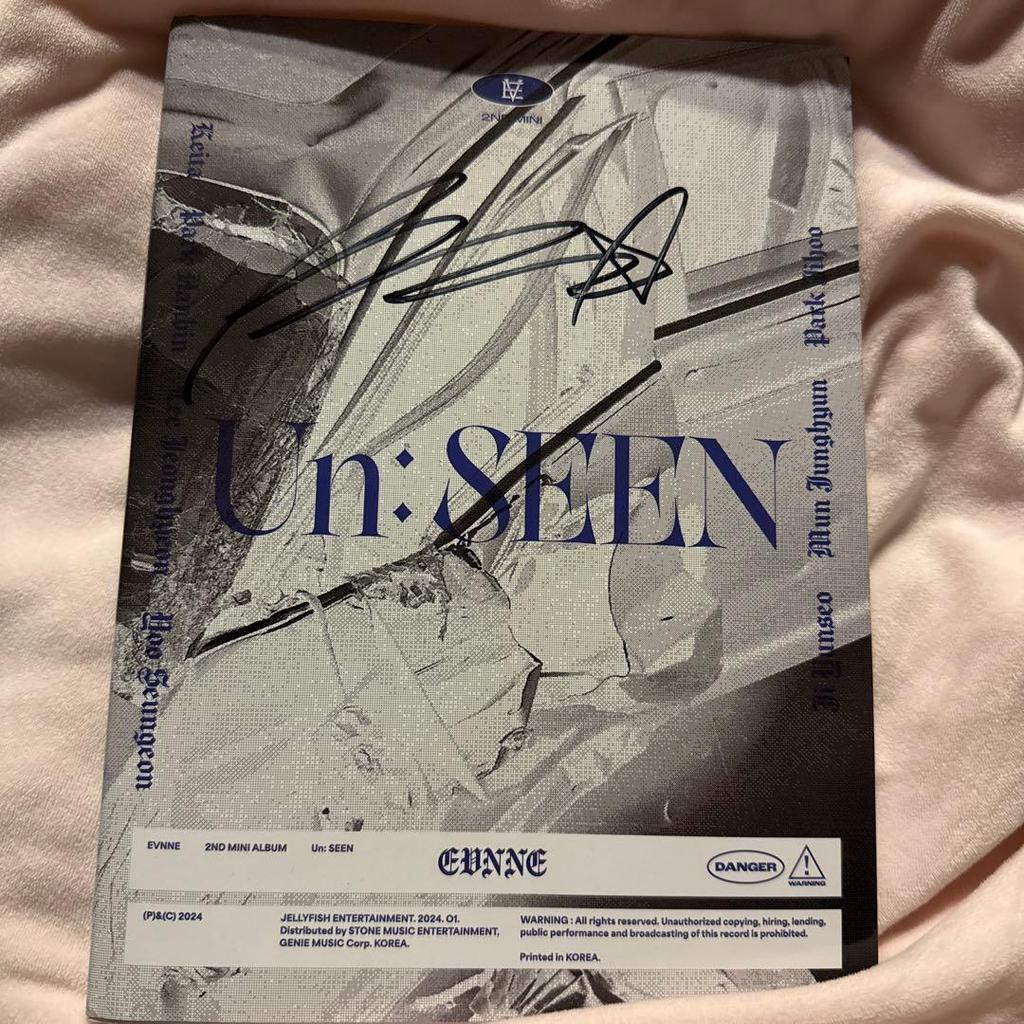 2ND MINI
Keita
Park Hanbin
Lee Jeonghyeon
Yoo Seungeon
Park Jihoo
Mun Junghyun
Ji Yunseo
Un: SEEN
EVNNE 2ND MINI ALBUM Un: SEEN
EVNNE
DANGER
WARNING
(P)&(C) 2024
JELLYFISH ENTERTAINMENT. 2024. 01.
Distributed by STONE MUSIC ENTERTAINMENT,
GENIE MUSIC Corp. KOREA.
WARNING : All rights reserved. Unauthorized copying, hiring, lending,
public performance and broadcasting of this record is prohibited.
Printed in KOREA.